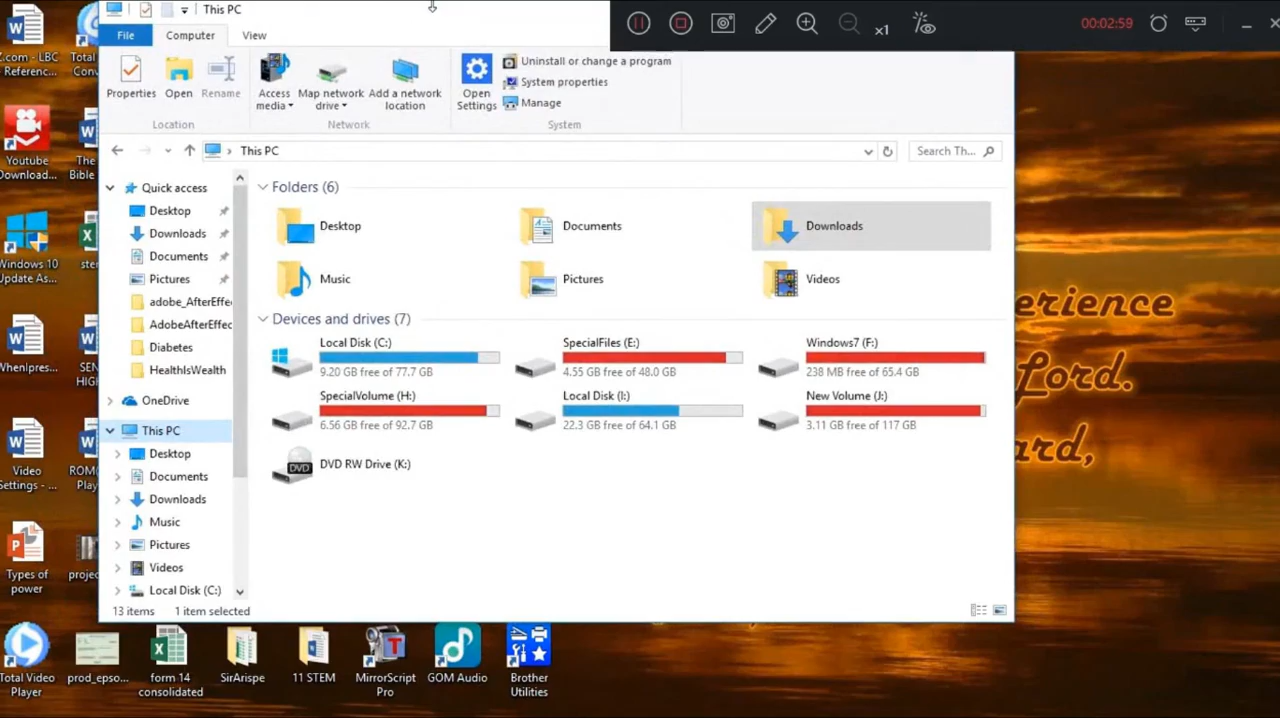 This PC
00:02:59
x1
File Computer View
Uninstall or change a program
System properties
Manage
Properties Open Rename Access media Map network drive Add a network location Open Settings
Location Network System
This PC
Search Th...
Quick access
Desktop
Downloads
Documents
Pictures
adobe_AfterEffe
AdobeAfterEffec
Diabetes
HealthIsWealth
OneDrive
This PC
Desktop
Documents
Downloads
Music
Pictures
Videos
Local Disk (C:)
Folders (6)
Desktop Documents Downloads
Music Pictures Videos
Devices and drives (7)
Local Disk (C:) SpecialFiles (E:) Windows7 (F:)
9.20 GB free of 77.7 GB 4.55 GB free of 48.0 GB 238 MB free of 65.4 GB
SpecialVolume (H:) Local Disk (I:) New Volume (J:)
6.56 GB free of 92.7 GB 22.3 GB free of 64.1 GB 3.11 GB free of 117 GB
DVD
DVD RW Drive (K:)
13 items 1 item selected
Z.com - LBC
Reference...
Total
Conv
Youtube
Download...
The
Bible
Windows 10
Update As...
ster
WhenIpres...
SEN
HIGH
Video
Settings - ...
ROM(
Play
Types of
power
projec
erience
Lord.
ard,
Total Video
Player
prod_epso...
form 14
consolidated
SirArispe
11 STEM
MirrorScript
Pro
GOM Audio
Brother
Utilities